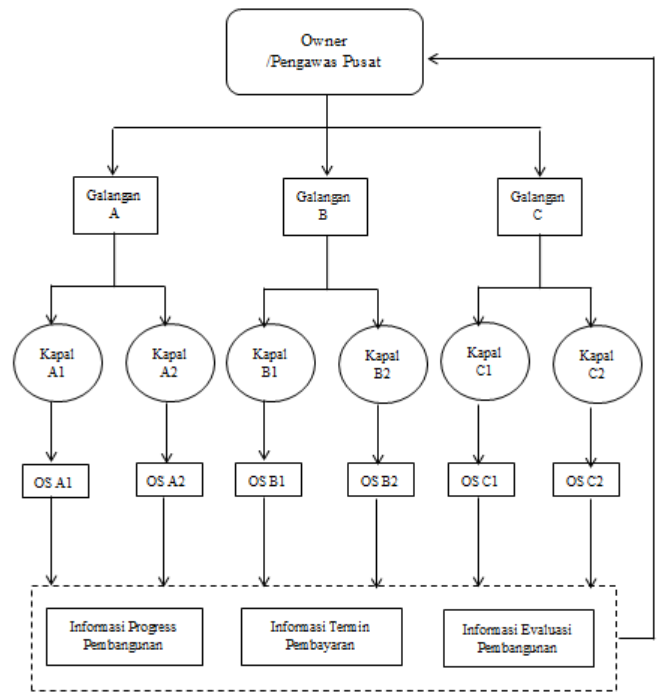 Owner
/Pengawas Pusat
Galangan
A
Galangan
B
Galangan
C
Kapal
A1
Kapal
A2
Kapal
B1
Kapal
B2
Kapal
C1
Kapal
C2
OS A1
OS A2
OS B1
OS B2
OS C1
OS C2
Informasi Progress
Pembangunan
Informasi Termin
Pembayaran
Informasi Evaluasi
Pembangunan